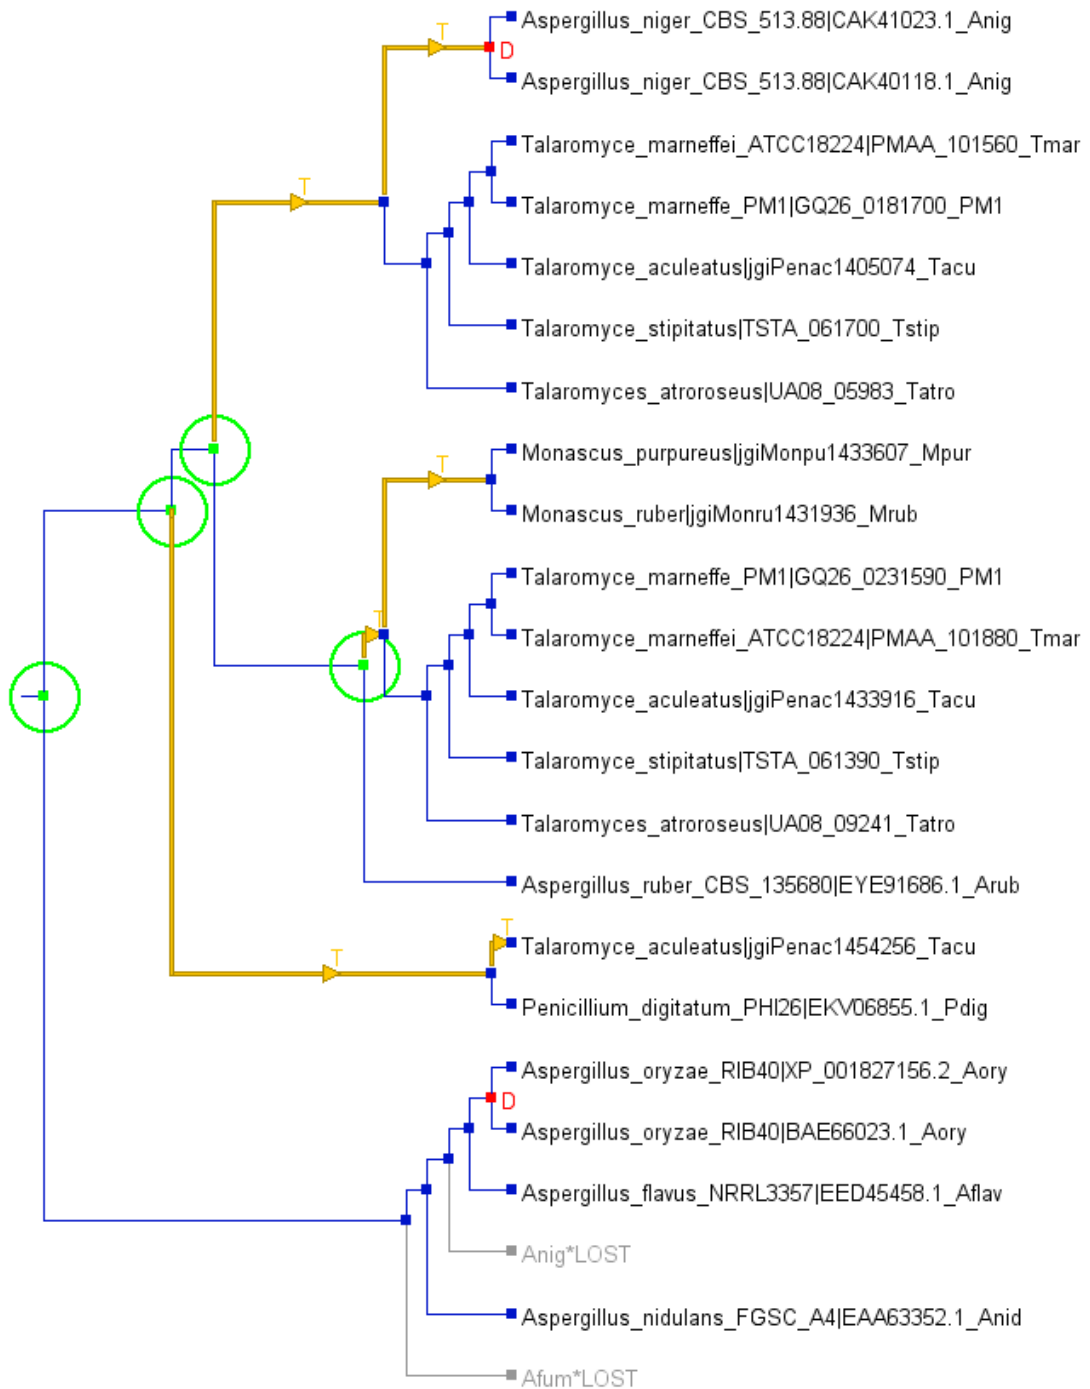 Aspergillus_niger_CBS_513.88|CAK41023.1_Anig
T
D
Aspergillus_niger_CBS_513.88|CAK40118.1_Anig
Talaromyce_marneffei_ATCC18224|PMAA_101560_Tmar
T
Talaromyce_marneffe_PM1|GQ26_0181700_PM1
Talaromyce_aculeatus|jgiPenac1405074_Tacu
Talaromyce_stipitatus|TSTA_061700_Tstip
Talaromyces_atroroseus|UA08_05983_Tatro
Monascus_purpureus|jgiMonpu1433607_Mpur
T
Monascus_ruber|jgiMonru1431936_Mrub
Talaromyce_marneffe_PM1|GQ26_0231590_PM1
T
Talaromyce_marneffei_ATCC18224|PMAA_101880_Tmar
Talaromyce_aculeatus|jgiPenac1433916_Tacu
Talaromyce_stipitatus|TSTA_061390_Tstip
Talaromyces_atroroseus|UA08_09241_Tatro
Aspergillus_ruber_CBS_135680|EYE91686.1_Arub
T
Talaromyce_aculeatus|jgiPenac1454256_Tacu
T
Penicillium_digitatum_PHI26|EKV06855.1_Pdig
Aspergillus_oryzae_RIB40|XP_001827156.2_Aory
D
Aspergillus_oryzae_RIB40|BAE66023.1_Aory
Aspergillus_flavus_NRRL3357|EED45458.1_Aflav
Anig*LOST
Aspergillus_nidulans_FGSC_A4|EAA63352.1_Anid
Afum*LOST